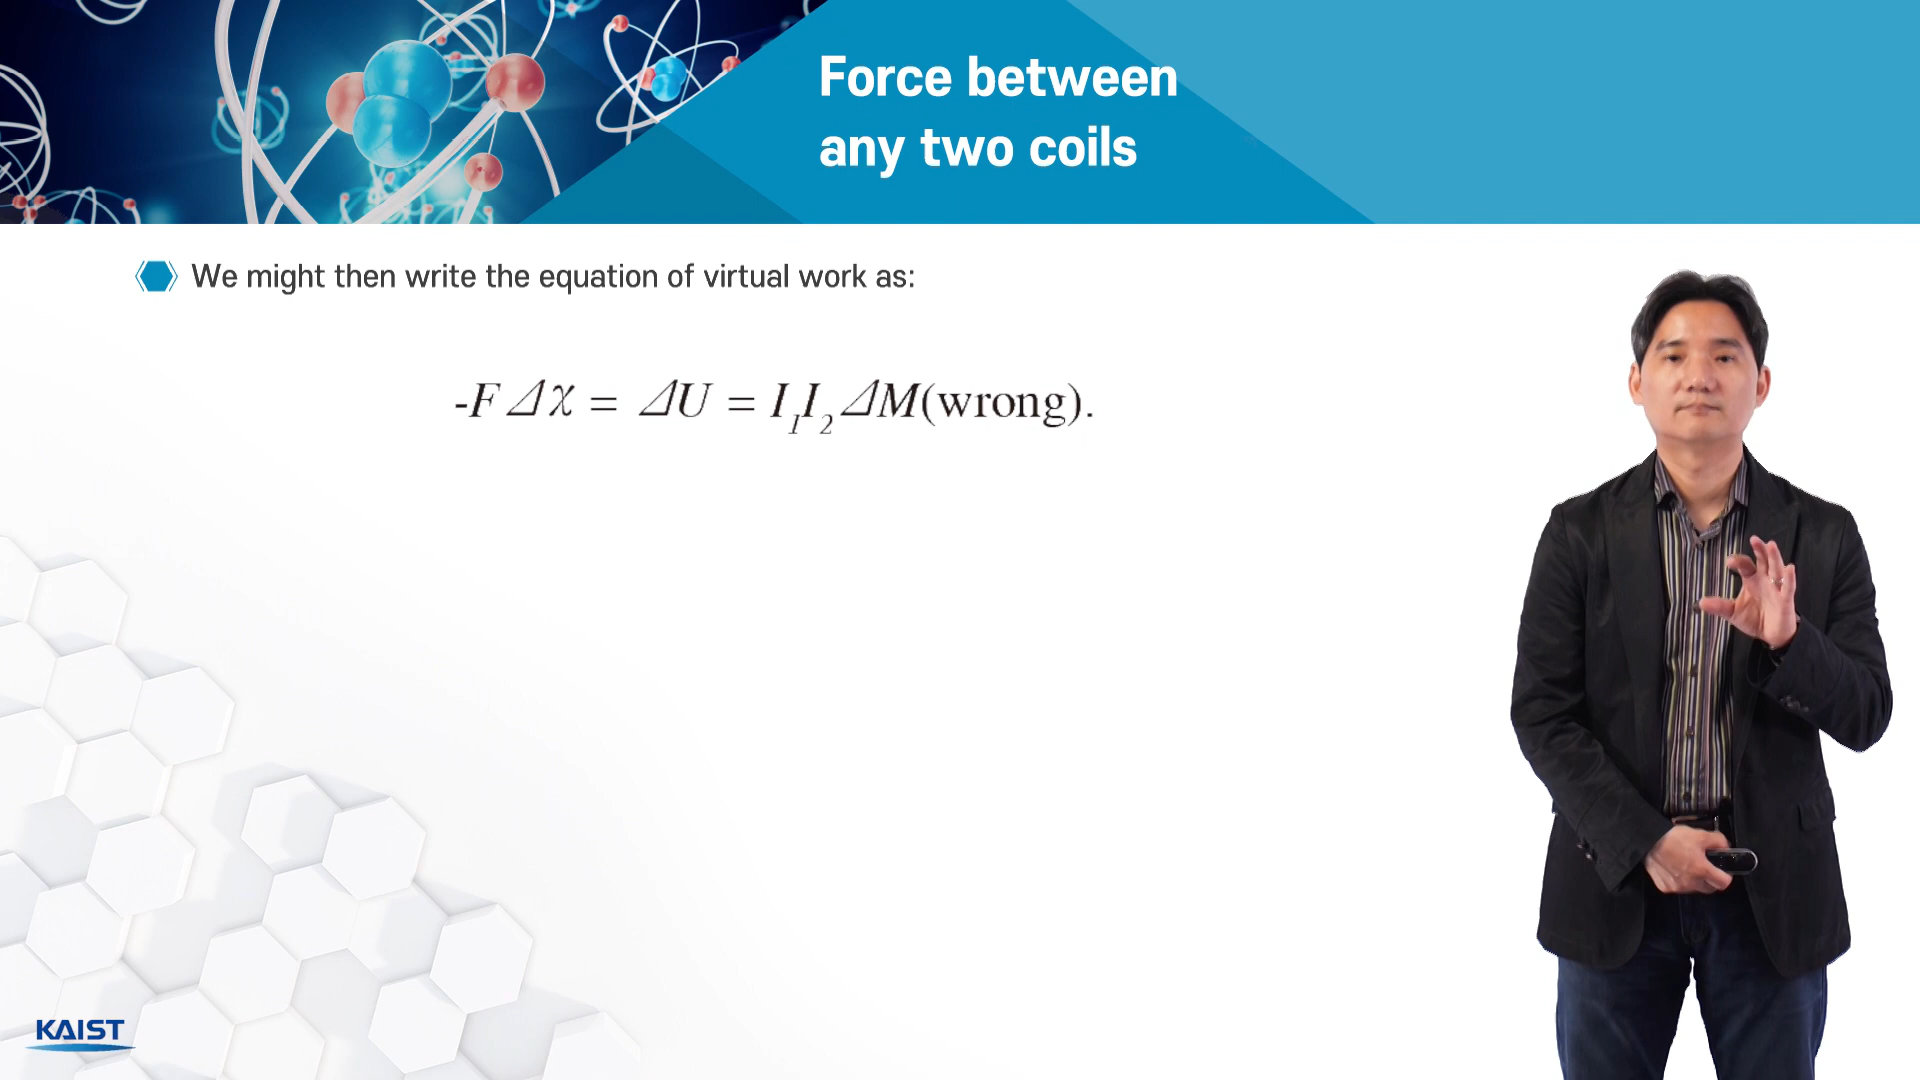 Force between
any two coils
We might then write the equation of virtual work as:
-F Δx = ΔU = I₁I₂ΔM(wrong).
KAIST